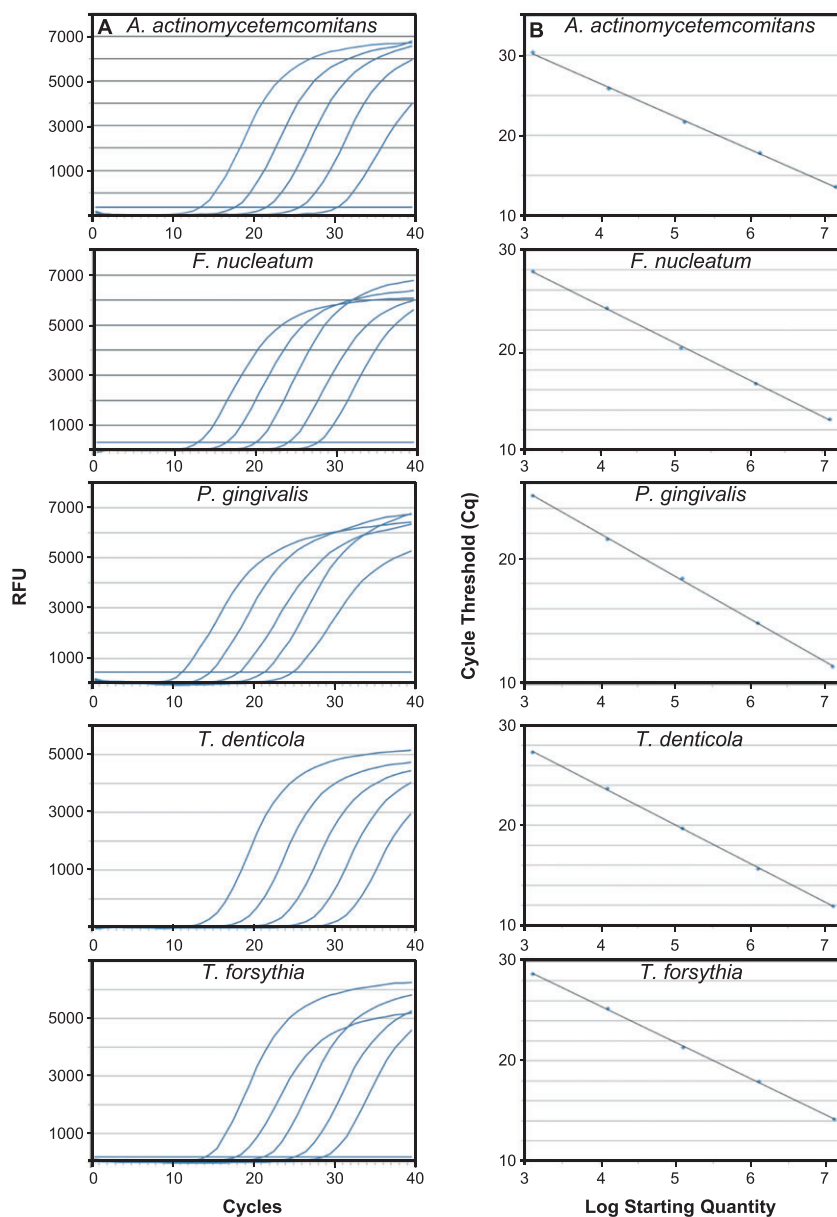 A A. actinomycetemcomitans
7000
5000
3000
1000
0 10 20 30 40
F. nucleatum
7000
5000
3000
1000
0 10 20 30 40
P. gingivalis
7000
5000
3000
1000
0 10 20 30 40
T. denticola
5000
3000
1000
0 10 20 30 40
T. forsythia
5000
3000
1000
0 10 20 30 40
RFU
Cycles
B A. actinomycetemcomitans
30
20
10
3 4 5 6 7
F. nucleatum
30
20
10
3 4 5 6 7
P. gingivalis
20
10
3 4 5 6 7
T. denticola
30
20
10
3 4 5 6 7
T. forsythia
30
20
10
3 4 5 6 7
Cycle Threshold (Cq)
Log Starting Quantity